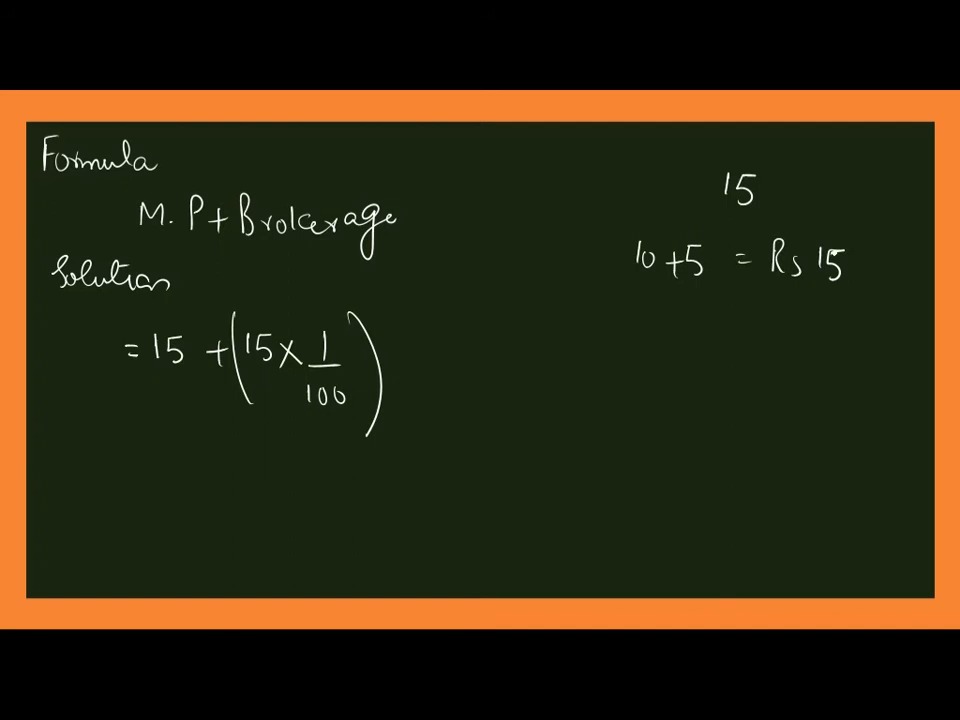 Formula
M. P + Brokerage
Solution
= 15 + (15 × 1/100)
15
10 + 5 = Rs 15